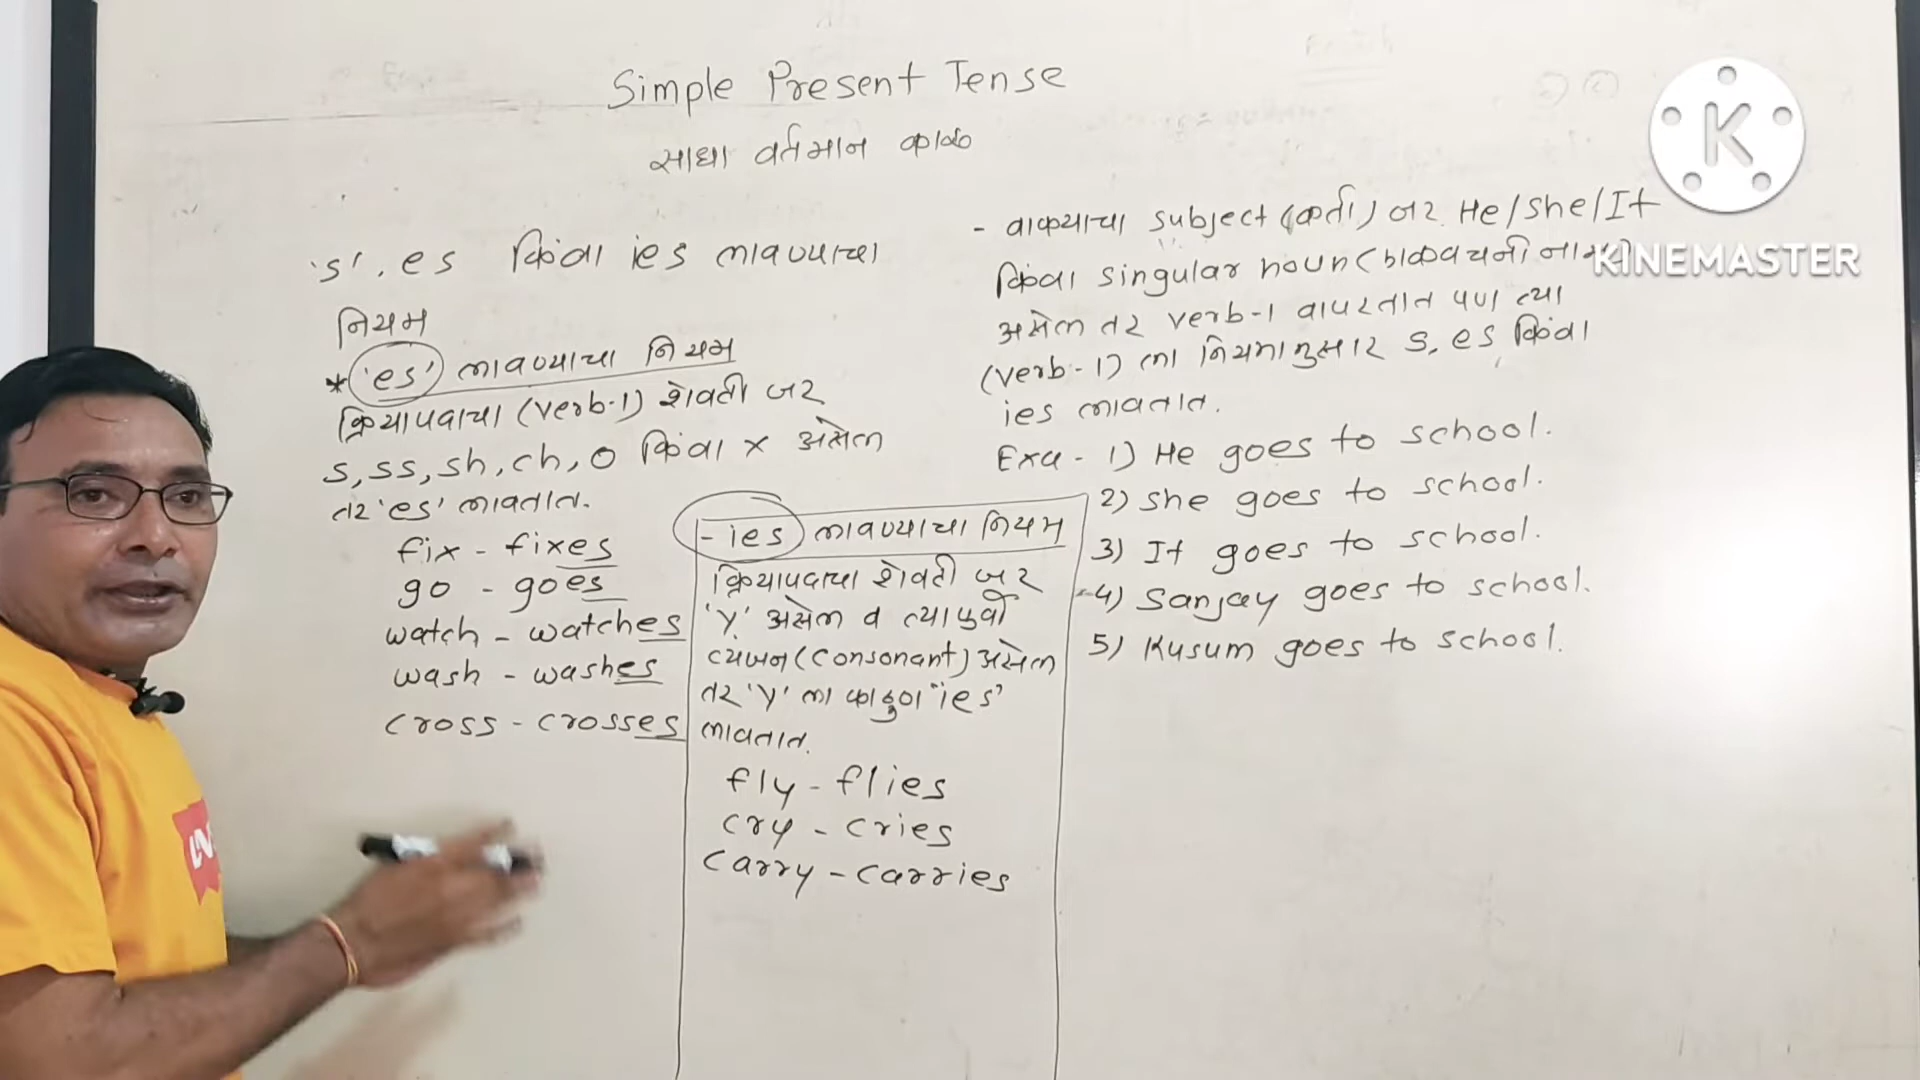 Simple Present Tense
साधा वर्तमान काळ
's', es किंवा ies लावण्याचा
नियम
* 'es' लावण्याचा नियम
क्रियापदाचा (verb-1) शेवटी जर
s, ss, sh, ch, o किंवा x असेल
तर 'es' लावतात.
fix - fixes
go - goes
watch - watches
wash - washes
cross - crosses
- ies लावण्याचा नियम
क्रियापदाचा शेवटी जर
'Y' असेल व त्यापुर्वी
व्यंजन (consonant) असेल
तर 'y' ला काढुण "ies"
लावतात.
fly - flies
cry - cries
carry - carries
- वाक्याचा subject (कर्ता) जर He/She/It
किंवा singular noun (
असेल तर verb-1 वापरतात पण त्या
(verb-1) ला नियमानुसार s, es किंवा
ies लावतात.
Exa - 1) He goes to school.
2) She goes to school.
3) It goes to school.
4) Sanjay goes to school.
5) Kusum goes to school.
K
KINEMASTER